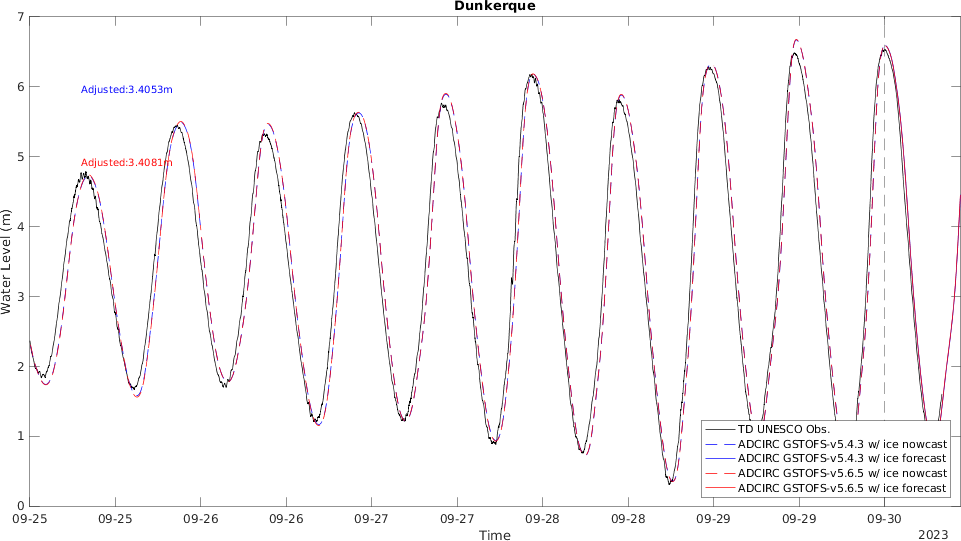 Dunkerque
7
6
5
4
3
2
1
0
Water Level (m)
Adjusted:3.4053m
Adjusted:3.4081m
TD UNESCO Obs.
ADCIRC GSTOFS-v5.4.3 w/ ice nowcast
ADCIRC GSTOFS-v5.4.3 w/ ice forecast
ADCIRC GSTOFS-v5.6.5 w/ ice nowcast
ADCIRC GSTOFS-v5.6.5 w/ ice forecast
09-25 09-25 09-26 09-26 09-27 09-27 09-28 09-28 09-29 09-29 09-30
Time
2023